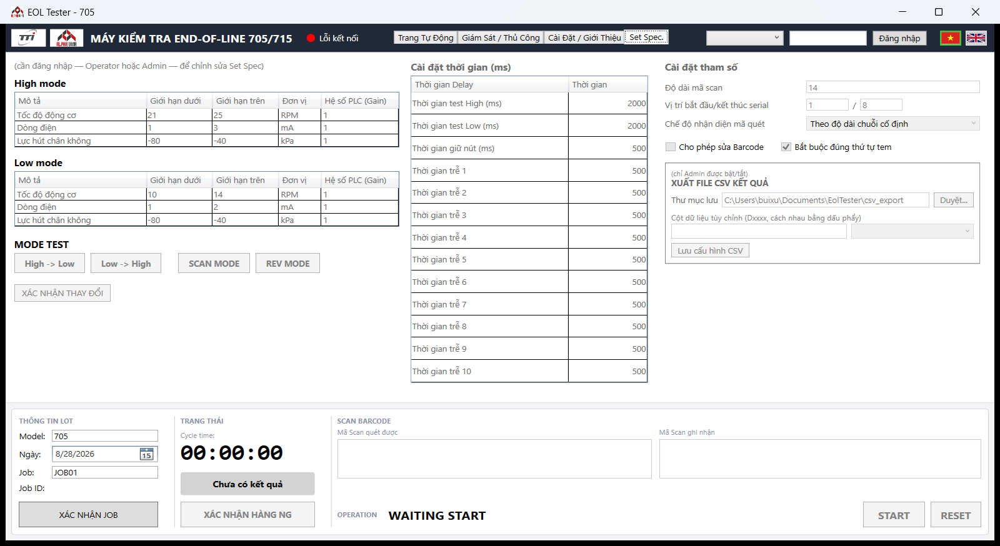 EOL Tester - 705
TTI
ALPHA VINA
MÁY KIỂM TRA END-OF-LINE 705/715
Lỗi kết nối
Trang Tự Động
Giám Sát / Thủ Công
Cài Đặt / Giới Thiệu
Set Spec.
Đăng nhập
(cần đăng nhập — Operator hoặc Admin — để chỉnh sửa Set Spec)
High mode
Mô tả Giới hạn dưới Giới hạn trên Đơn vị Hệ số PLC (Gain)
Tốc độ động cơ 21 25 RPM 1
Dòng điện 1 3 mA 1
Lực hút chân không -80 -40 kPa 1
Low mode
Mô tả Giới hạn dưới Giới hạn trên Đơn vị Hệ số PLC (Gain)
Tốc độ động cơ 10 14 RPM 1
Dòng điện 1 2 mA 1
Lực hút chân không -80 -40 kPa 1
MODE TEST
High -> Low
Low -> High
SCAN MODE
REV MODE
XÁC NHẬN THAY ĐỔI
Cài đặt thời gian (ms)
Thời gian Delay Thời gian
Thời gian test High (ms) 2000
Thời gian test Low (ms) 2000
Thời gian giữ nút (ms) 500
Thời gian trễ 1 500
Thời gian trễ 2 500
Thời gian trễ 3 500
Thời gian trễ 4 500
Thời gian trễ 5 500
Thời gian trễ 6 500
Thời gian trễ 7 500
Thời gian trễ 8 500
Thời gian trễ 9 500
Thời gian trễ 10 500
Cài đặt tham số
Độ dài mã scan 14
Vị trí bắt đầu/kết thúc serial 1 / 8
Chế độ nhận diện mã quét Theo độ dài chuỗi cố định
Cho phép sửa Barcode
Bắt buộc đúng thứ tự tem
(chỉ Admin được bật/tắt)
XUẤT FILE CSV KẾT QUẢ
Thư mục lưu C:\Users\buixu\Documents\EolTester\csv_export Duyệt...
Cột dữ liệu tùy chỉnh (Dxxxx, cách nhau bằng dấu phẩy)
Lưu cấu hình CSV
THÔNG TIN LOT
Model: 705
Ngày: 8/28/2026 15
Job: JOB01
Job ID:
XÁC NHẬN JOB
TRẠNG THÁI
Cycle time:
00:00:00
Chưa có kết quả
XÁC NHẬN HÀNG NG
SCAN BARCODE
Mã Scan quét được
Mã Scan ghi nhận
OPERATION WAITING START
START
RESET